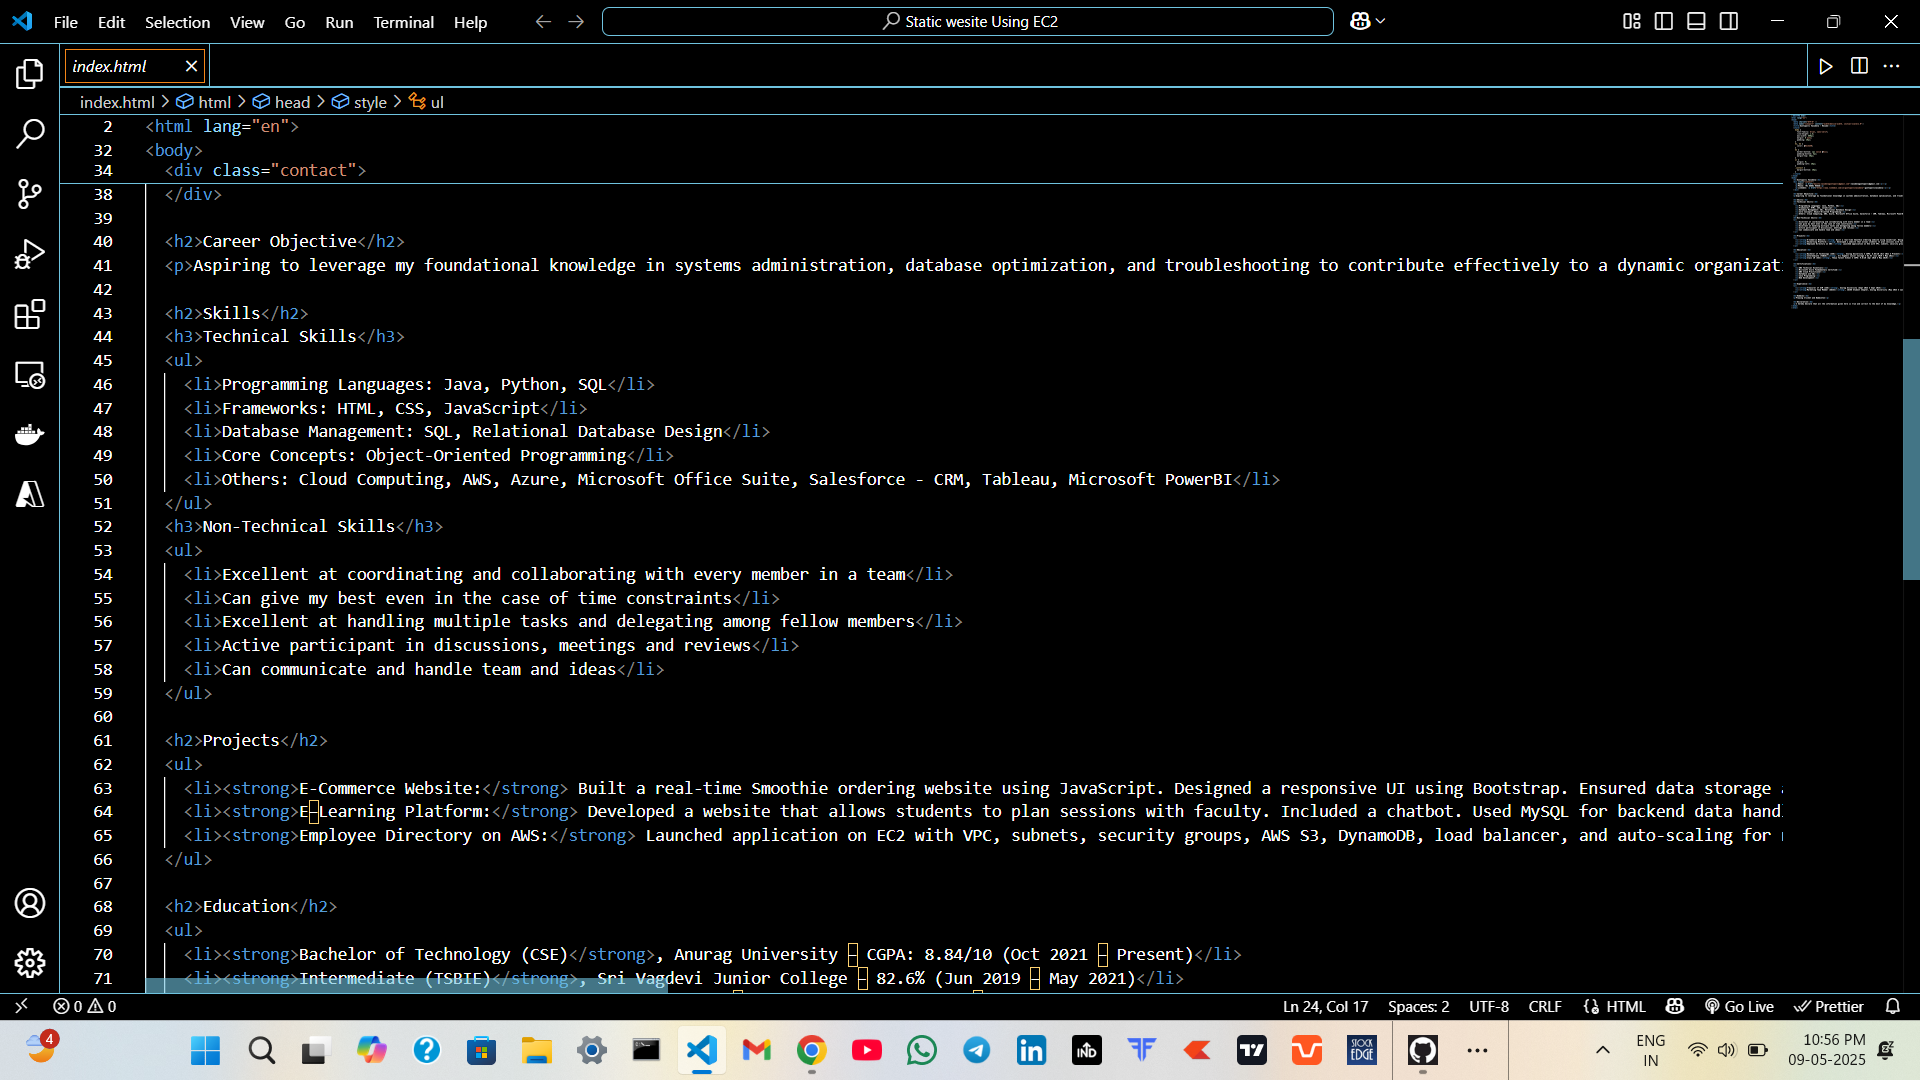 File Edit Selection View Go Run Terminal Help
Static wesite Using EC2
index.html
index.html > html > head > style > ul
2 <html lang="en">
32 <body>
34 <div class="contact">
38 </div>
39
40 <h2>Career Objective</h2>
41 <p>Aspiring to leverage my foundational knowledge in systems administration, database optimization, and troubleshooting to contribute effectively to a dynamic
42
43 <h2>Skills</h2>
44 <h3>Technical Skills</h3>
45 <ul>
46 <li>Programming Languages: Java, Python, SQL</li>
47 <li>Frameworks: HTML, CSS, JavaScript</li>
48 <li>Database Management: SQL, Relational Database Design</li>
49 <li>Core Concepts: Object-Oriented Programming</li>
50 <li>Others: Cloud Computing, AWS, Azure, Microsoft Office Suite, Salesforce - CRM, Tableau, Microsoft PowerBI</li>
51 </ul>
52 <h3>Non-Technical Skills</h3>
53 <ul>
54 <li>Excellent at coordinating and collaborating with every member in a team</li>
55 <li>Can give my best even in the case of time constraints</li>
56 <li>Excellent at handling multiple tasks and delegating among fellow members</li>
57 <li>Active participant in discussions, meetings and reviews</li>
58 <li>Can communicate and handle team and ideas</li>
59 </ul>
60
61 <h2>Projects</h2>
62 <ul>
63 <li><strong>E-Commerce Website:</strong> Built a real-time Smoothie ordering website using JavaScript. Designed a responsive UI using Bootstrap. Ensured data storage
64 <li><strong>E‑Learning Platform:</strong> Developed a website that allows students to plan sessions with faculty. Included a chatbot. Used MySQL for backend data
65 <li><strong>Employee Directory on AWS:</strong> Launched application on EC2 with VPC, subnets, security groups, AWS S3, DynamoDB, load balancer, and auto-scaling for
66 </ul>
67
68 <h2>Education</h2>
69 <ul>
70 <li><strong>Bachelor of Technology (CSE)</strong>, Anurag University – CGPA: 8.84/10 (Oct 2021 – Present)</li>
71 <li><strong>Intermediate (TSBIE)</strong>, Sri Vagdevi Junior College – 82.6% (Jun 2019 – May 2021)</li>
0 0
Ln 24, Col 17 Spaces: 2 UTF-8 CRLF {} HTML Go Live Prettier
4
IND
STOCK EDGE
ENG
IN
10:56 PM
09-05-2025